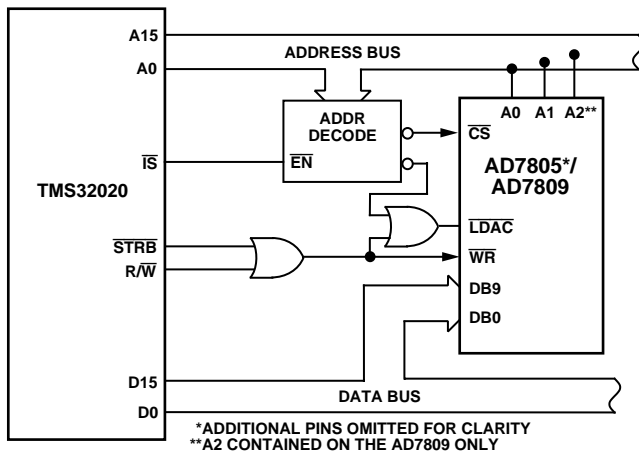 A15
ADDRESS BUS
A0
A0 A1 A2**
ADDR
DECODE
CS
IS
EN
AD7805*/
AD7809
TMS32020
LDAC
STRB
WR
R/W
DB9
DB0
D15
DATA BUS
D0
*ADDITIONAL PINS OMITTED FOR CLARITY
**A2 CONTAINED ON THE AD7809 ONLY